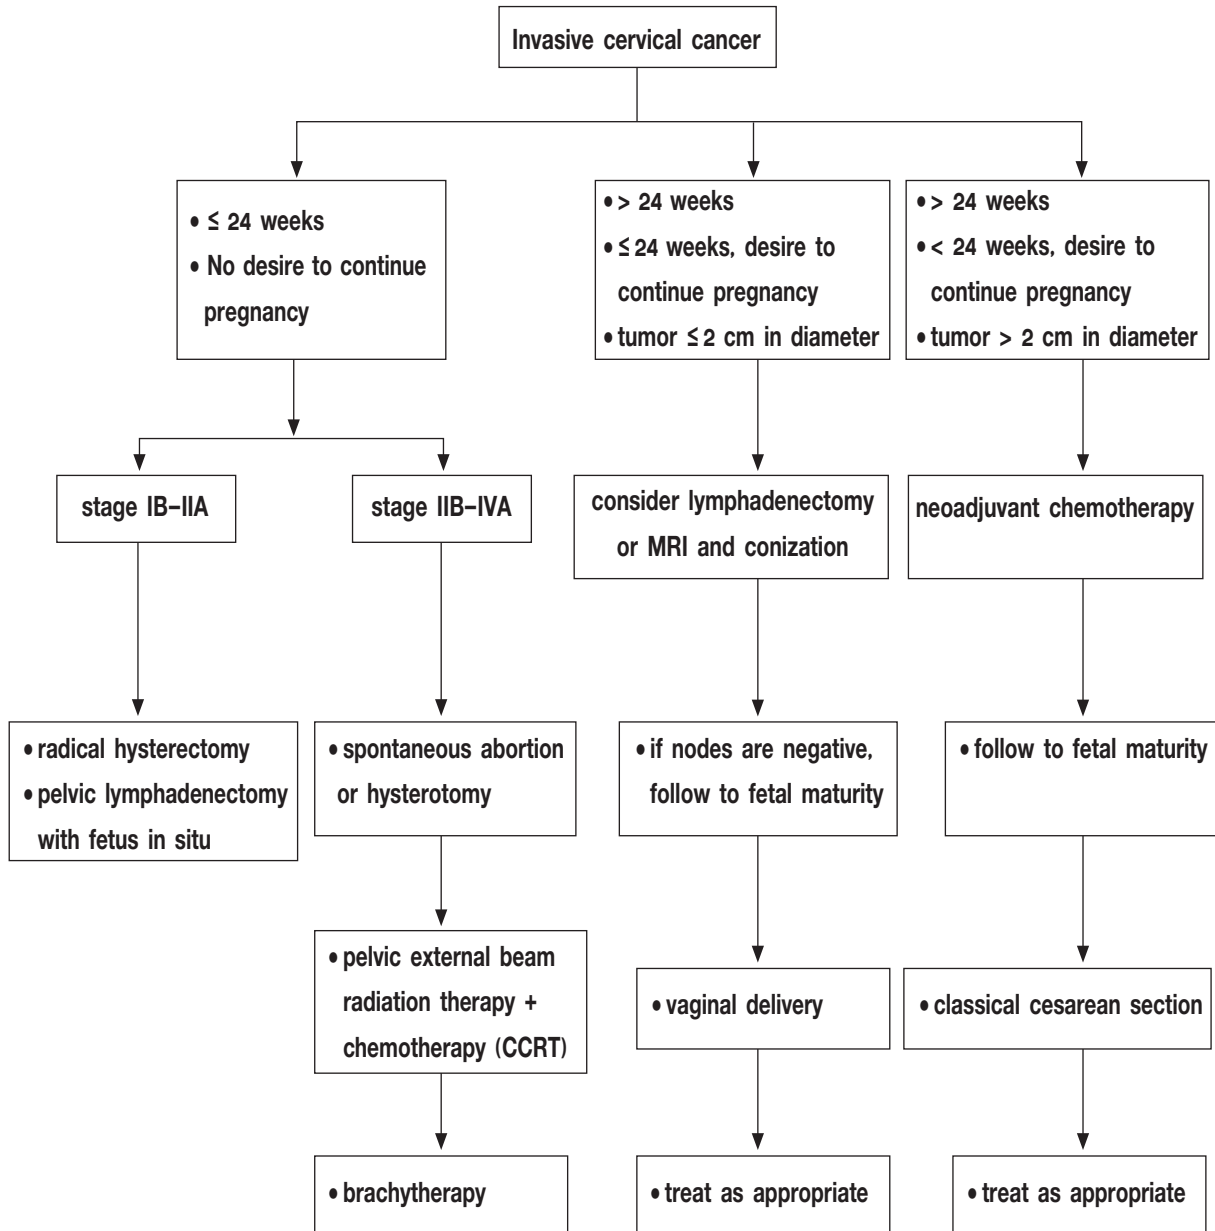 Invasive cervical cancer
• ≤ 24 weeks
• No desire to continue
pregnancy
• > 24 weeks
• ≤ 24 weeks, desire to
continue pregnancy
• tumor ≤ 2 cm in diameter
• > 24 weeks
• < 24 weeks, desire to
continue pregnancy
• tumor > 2 cm in diameter
stage IB-IIA
stage IIB-IVA
consider lymphadenectomy
or MRI and conization
neoadjuvant chemotherapy
• radical hysterectomy
• pelvic lymphadenectomy
with fetus in situ
• spontaneous abortion
or hysterotomy
• if nodes are negative,
follow to fetal maturity
• follow to fetal maturity
• pelvic external beam
radiation therapy +
chemotherapy (CCRT)
• vaginal delivery
• classical cesarean section
• brachytherapy
• treat as appropriate
• treat as appropriate